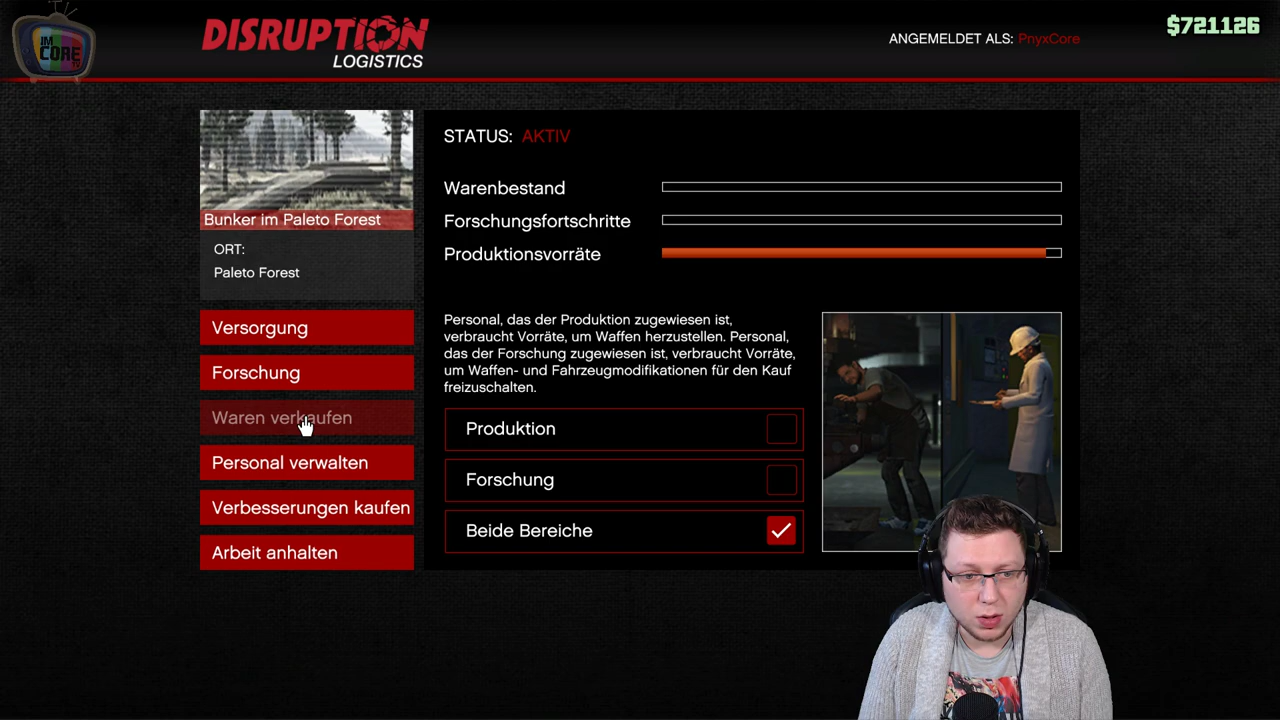 IM
CORE
TV
DISRUPTION
LOGISTICS
ANGEMELDET ALS: PnyxCore
$721126
Bunker im Paleto Forest
ORT:
Paleto Forest
Versorgung
Forschung
Waren verkaufen
Personal verwalten
Verbesserungen kaufen
Arbeit anhalten
STATUS: AKTIV
Warenbestand
Forschungsfortschritte
Produktionsvorräte
Personal, das der Produktion zugewiesen ist,
verbraucht Vorräte, um Waffen herzustellen. Personal,
das der Forschung zugewiesen ist, verbraucht Vorräte,
um Waffen- und Fahrzeugmodifikationen für den Kauf
freizuschalten.
Produktion
Forschung
Beide Bereiche